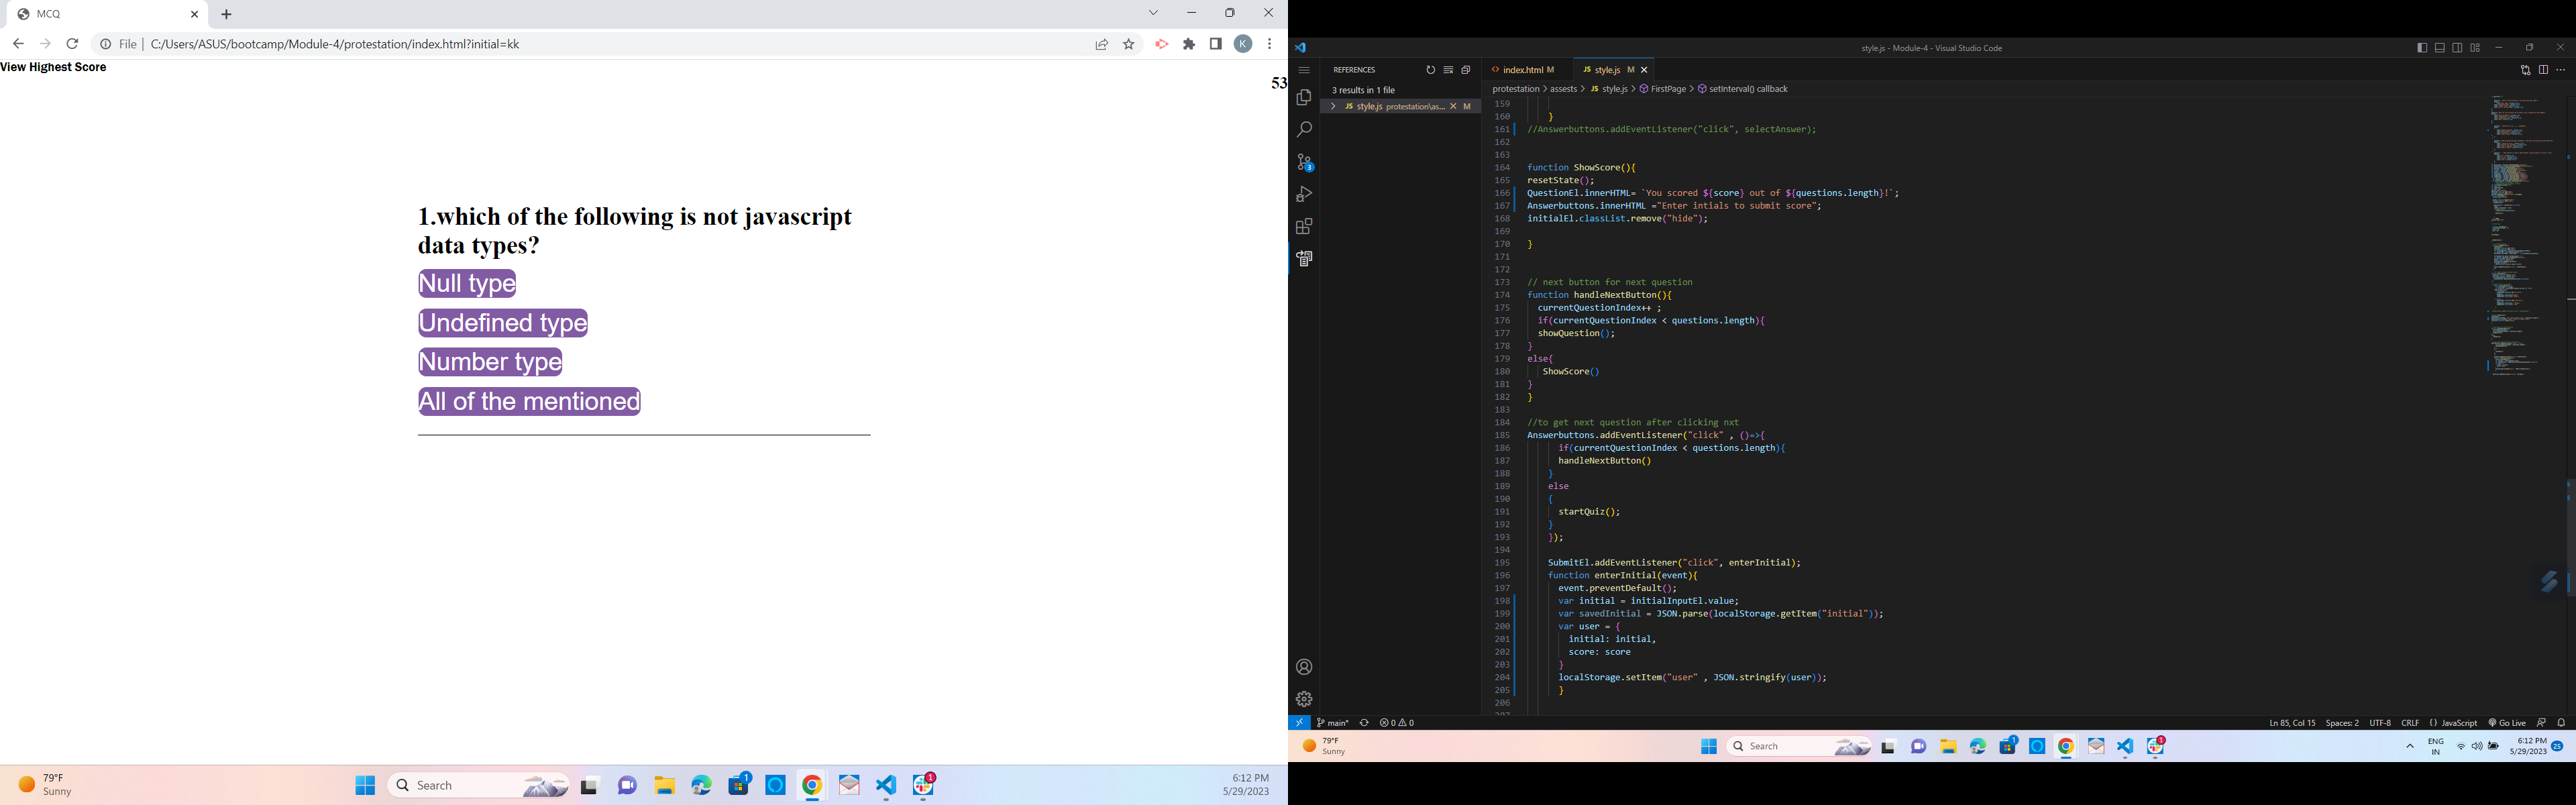 MCQ
File
C:/Users/ASUS/bootcamp/Module-4/protestation/index.html?initial=kk
K
View Highest Score
53
1.which of the following is not javascript
data types?
Null type
Undefined type
Number type
All of the mentioned
79°F
Sunny
Search
1
1
6:12 PM
5/29/2023
style.js - Module-4 - Visual Studio Code
REFERENCES
3 results in 1 file
JS style.js protestation\as... M
3
index.html M
JS style.js M
protestation > assests > JS style.js > FirstPage > setInterval() callback
159
160 }
161 //Answerbuttons.addEventListener("click", selectAnswer);
162
163
164 function ShowScore(){
165 resetState();
166 QuestionEl.innerHTML= `You scored ${score} out of ${questions.length}!`;
167 Answerbuttons.innerHTML ="Enter intials to submit score";
168 initialEl.classList.remove("hide");
169
170 }
171
172
173 // next button for next question
174 function handleNextButton(){
175 currentQuestionIndex++ ;
176 if(currentQuestionIndex < questions.length){
177 showQuestion();
178 }
179 else{
180 ShowScore()
181 }
182 }
183
184 //to get next question after clicking nxt
185 Answerbuttons.addEventListener("click" , ()=>{
186 if(currentQuestionIndex < questions.length){
187 handleNextButton()
188 }
189 else
190 {
191 startQuiz();
192 }
193 });
194
195 SubmitEl.addEventListener("click", enterInitial);
196 function enterInitial(event){
197 event.preventDefault();
198 var initial = initialInputEl.value;
199 var savedInitial = JSON.parse(localStorage.getItem("initial"));
200 var user = {
201 initial: initial,
202 score: score
203 }
204 localStorage.setItem("user" , JSON.stringify(user));
205 }
206
main*
0 0
Ln 85, Col 15
Spaces: 2
UTF-8
CRLF
{} JavaScript
Go Live
79°F
Sunny
Search
1
1
ENG
IN
6:12 PM
5/29/2023
25